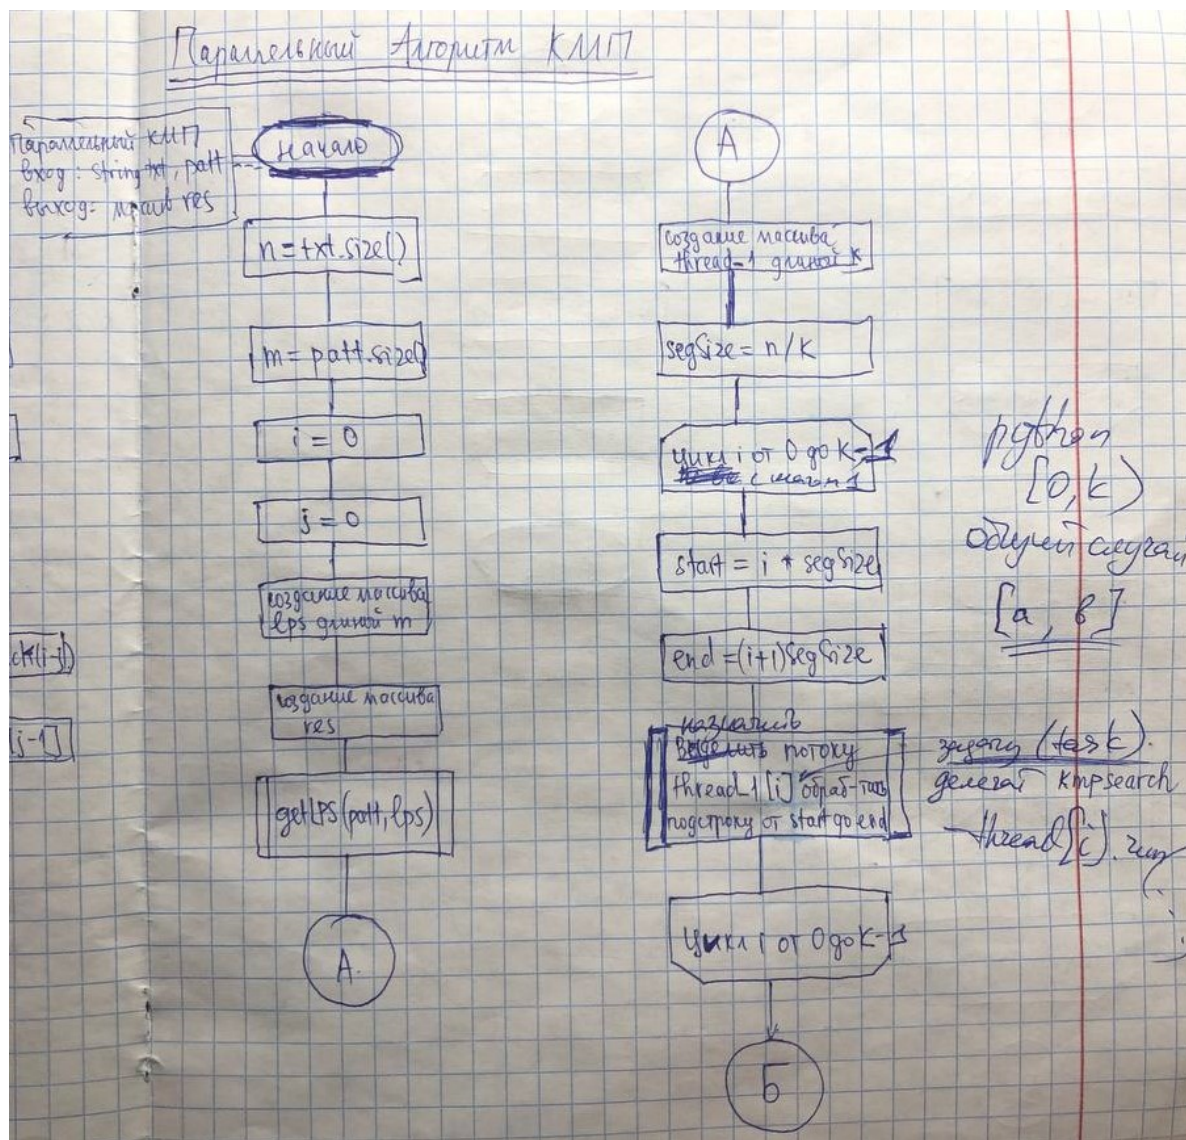 Параллельный Алгоритм КМП
Параллельный КМП
вход: string txt, patt
выход: массив res
начало
n = txt.size()
m = patt.size()
i = 0
j = 0
создание массива
lps длиной m
создание массива
res
getLPS(patt, lps)
A
A
создание массива
thread_1 длиной K
segSize = n/K
цикл i от 0 до K-1
с шагом 1
start = i * segSize
end = (i+1)segSize
назначить
потоку
thread_1[i] обраб-тать
подстроку от start до end
Цикл i от 0 до K-1
Б
python
[0, k)
общий случай
[a, b]
задачу (task).
делегат kmpsearch
thread[i].
ck(i-j)
[j-1]